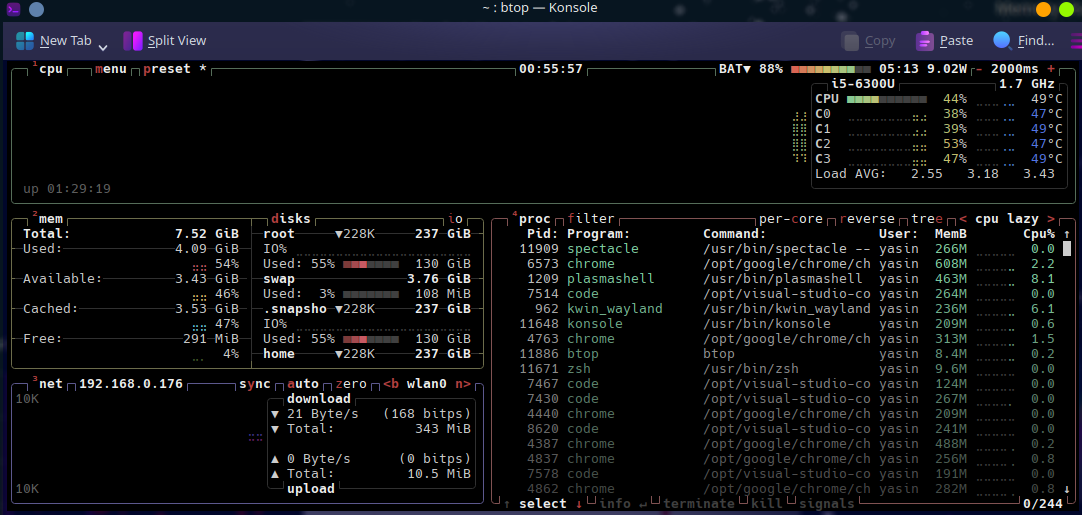 ~ : btop — Konsole
New Tab Split View Copy Paste Find...
1cpu menu preset * 00:55:57 BAT▼ 88% 05:13 9.02W - 2000ms +
i5-6300U 1.7 GHz
CPU 44% 49°C
C0 38% 47°C
C1 39% 49°C
C2 53% 47°C
C3 47% 49°C
Load AVG: 2.55 3.18 3.43
up 01:29:19
2mem
Total: 7.52 GiB
Used: 4.09 GiB
54%
Available: 3.43 GiB
46%
Cached: 3.53 GiB
47%
Free: 291 MiB
4%
disks io
root ▼228K 237 GiB
IO%
Used: 55% 130 GiB
swap 3.76 GiB
Used: 3% 108 MiB
.snapsho ▼228K 237 GiB
IO%
Used: 55% 130 GiB
home ▼228K 237 GiB
3net 192.168.0.176 sync auto zero <b wlan0 n>
10K
download
▼ 21 Byte/s (168 bitps)
▼ Total: 343 MiB
▲ 0 Byte/s (0 bitps)
▲ Total: 10.5 MiB
upload
10K
4proc filter per-core reverse tree < cpu lazy >
Pid: Program: Command: User: MemB Cpu% ↑
11909 spectacle /usr/bin/spectacle -- yasin 266M 0.0
6573 chrome /opt/google/chrome/ch yasin 608M 2.2
1209 plasmashell /usr/bin/plasmashell yasin 463M 8.1
7514 code /opt/visual-studio-co yasin 264M 0.0
962 kwin_wayland /usr/bin/kwin_wayland yasin 236M 6.1
11648 konsole /usr/bin/konsole yasin 209M 0.6
4763 chrome /opt/google/chrome/ch yasin 313M 1.5
11886 btop btop yasin 8.4M 0.2
11671 zsh /usr/bin/zsh yasin 9.6M 0.0
7467 code /opt/visual-studio-co yasin 124M 0.0
7430 code /opt/visual-studio-co yasin 267M 0.0
4440 chrome /opt/google/chrome/ch yasin 209M 0.0
8620 code /opt/visual-studio-co yasin 241M 0.0
4387 chrome /opt/google/chrome/ch yasin 488M 0.2
4837 chrome /opt/google/chrome/ch yasin 256M 0.8
7578 code /opt/visual-studio-co yasin 191M 0.0
4862 chrome /opt/google/chrome/ch yasin 282M 0.8 ↓
↑ select ↓ info ↵ terminate kill signals 0/244